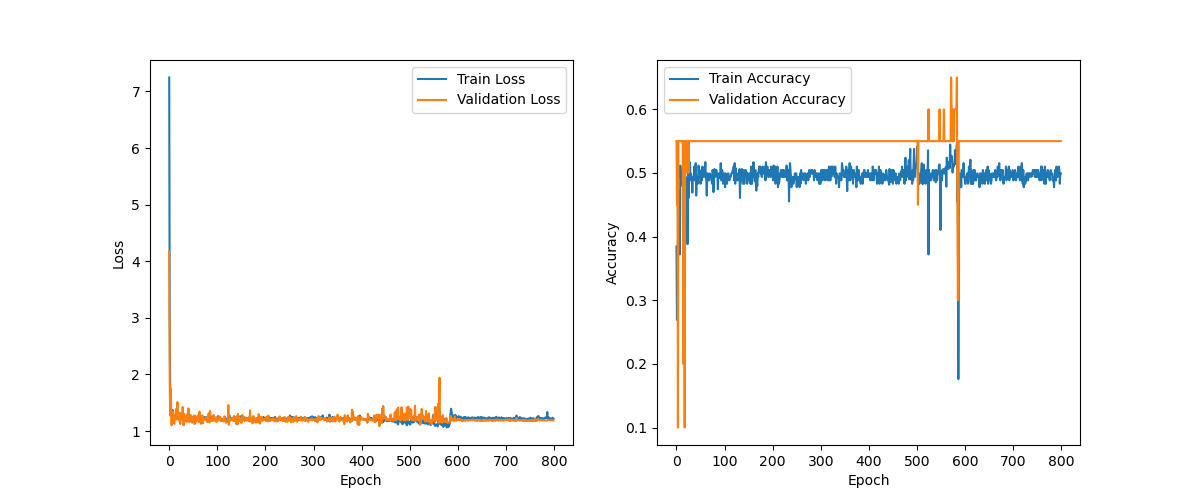 Train Loss
Validation Loss
7
6
5
4
3
2
1
Loss
0 100 200 300 400 500 600 700 800
Epoch
Train Accuracy
Validation Accuracy
0.6
0.5
0.4
0.3
0.2
0.1
Accuracy
0 100 200 300 400 500 600 700 800
Epoch